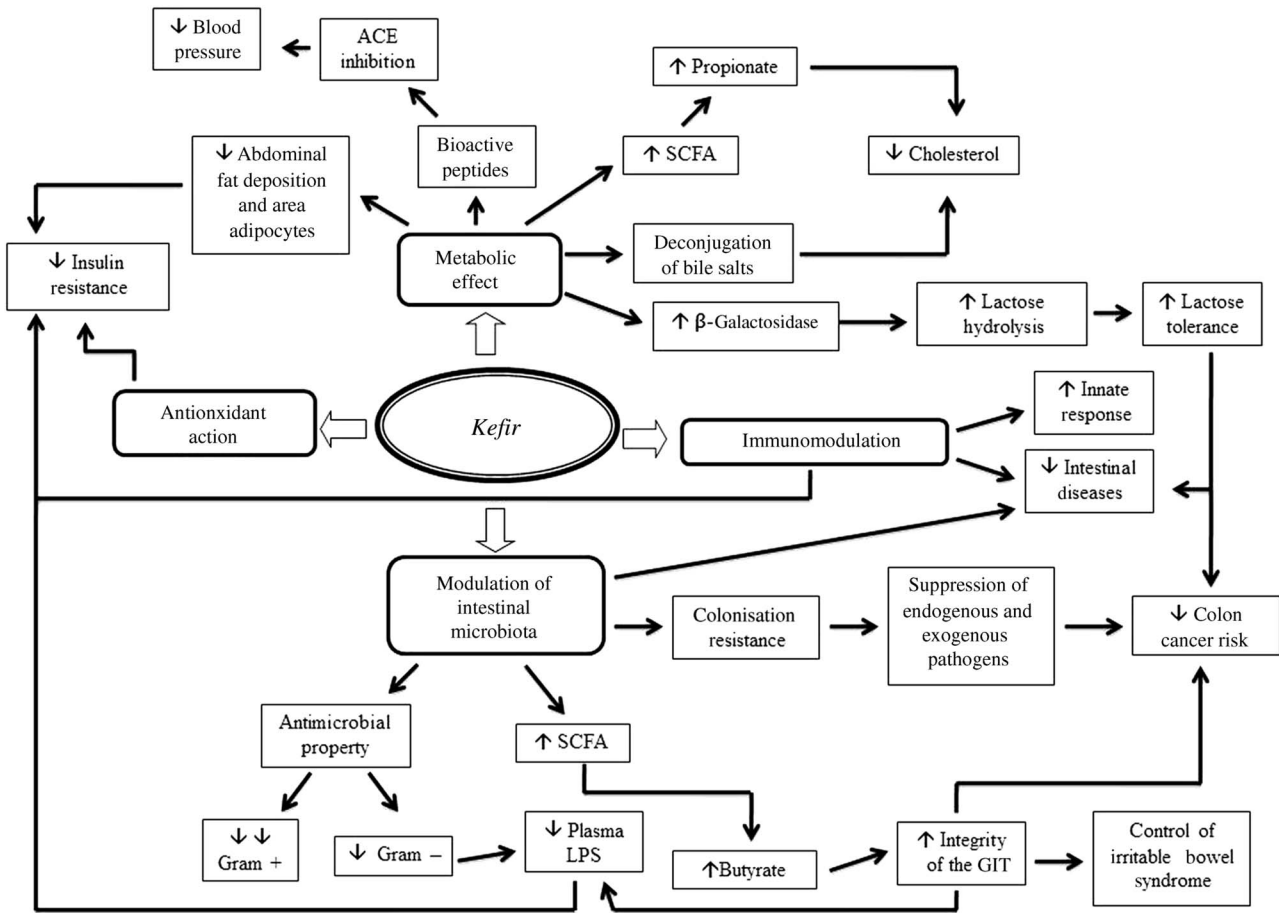 ↓ Blood
pressure
ACE
inhibition
↑ Propionate
↓ Abdominal
fat deposition
and area
adipocytes
Bioactive
peptides
↑ SCFA
↓ Cholesterol
↓ Insulin
resistance
Metabolic
effect
Deconjugation
of bile salts
↑ β-Galactosidase
↑ Lactose
hydrolysis
↑ Lactose
tolerance
Antionxidant
action
Kefir
Immunomodulation
↑ Innate
response
↓ Intestinal
diseases
Modulation of
intestinal
microbiota
Colonisation
resistance
Suppression of
endogenous and
exogenous
pathogens
↓ Colon
cancer risk
Antimicrobial
property
↑ SCFA
↓ ↓
Gram +
↓ Gram –
↓ Plasma
LPS
↑Butyrate
↑ Integrity
of the GIT
Control of
irritable bowel
syndrome